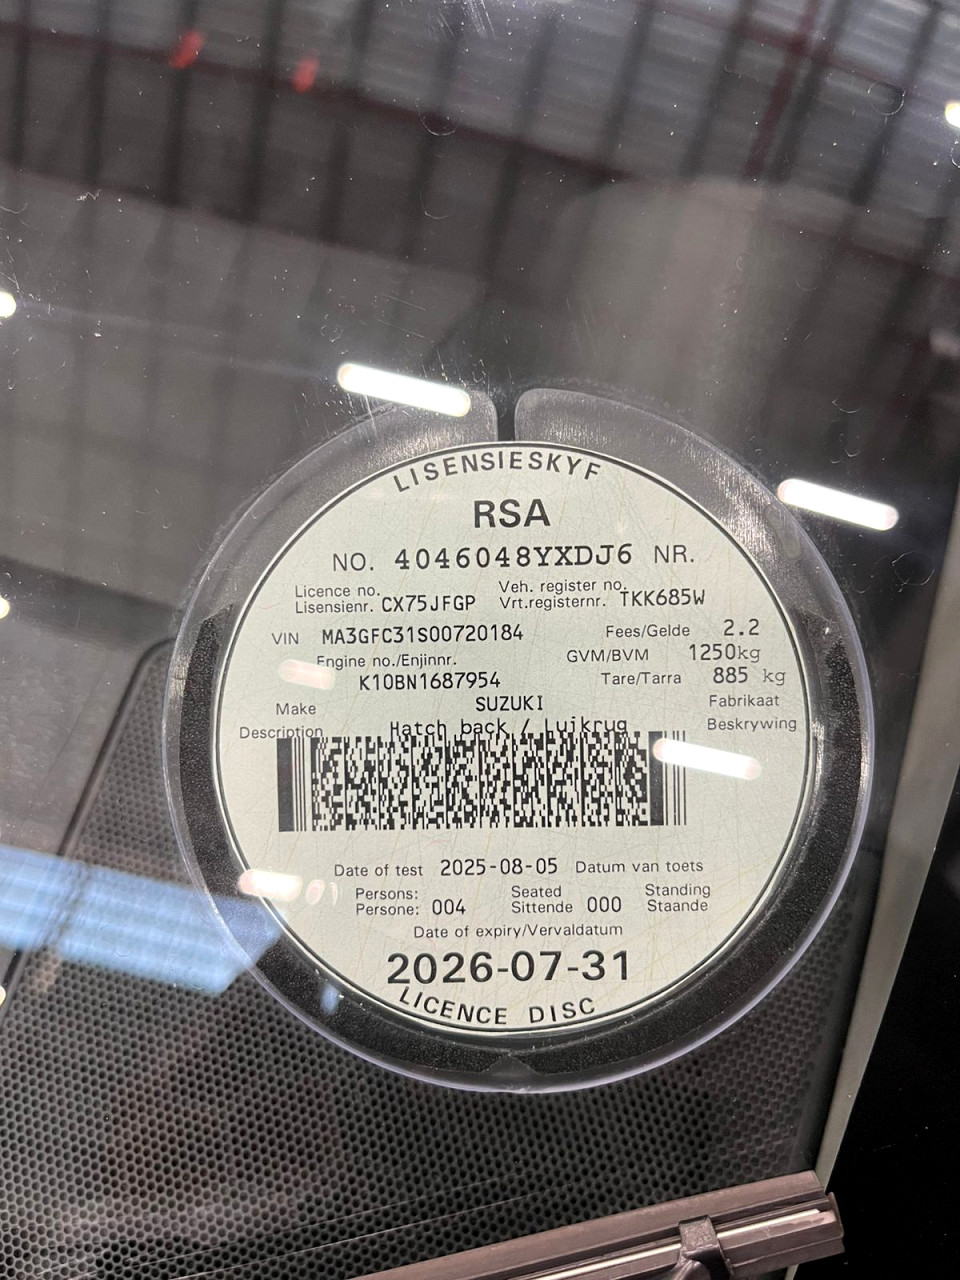 LISENSIESKYF
RSA
NO. 4046048YXDJ6 NR.
Licence no. Veh. register no.
Lisensienr. CX75JFGP Vrt.registernr. TKK685W
VIN MA3GFC31S00720184 Fees/Gelde 2.2
Engine no./Enjinnr. GVM/BVM 1250kg
K10BN1687954 Tare/Tarra 885 kg
Make SUZUKI Fabrikaat
Description Hatch back / Luikrug Beskrywing
Date of test 2025-08-05 Datum van toets
Persons: Seated Standing
Persone: 004 Sittende 000 Staande
Date of expiry/Vervaldatum
2026-07-31
LICENCE DISC